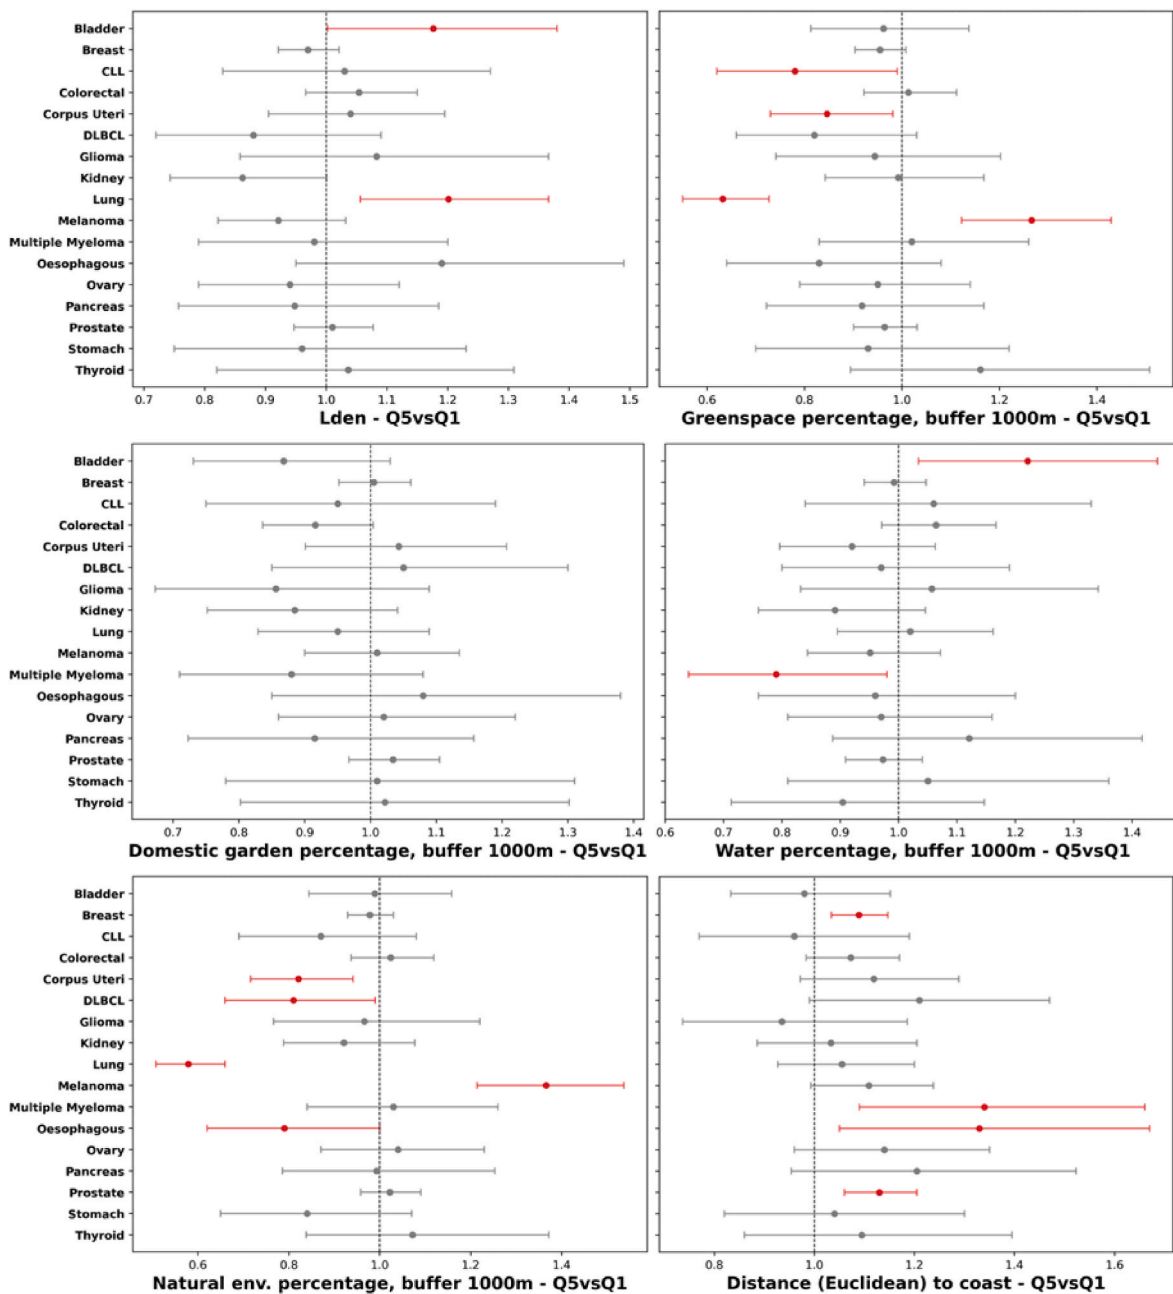 Bladder
Breast
CLL
Colorectal
Corpus Uteri
DLBCL
Glioma
Kidney
Lung
Melanoma
Multiple Myeloma
Oesophagous
Ovary
Pancreas
Prostate
Stomach
Thyroid
0.7 0.8 0.9 1.0 1.1 1.2 1.3 1.4 1.5
Lden - Q5vsQ1
0.6 0.8 1.0 1.2 1.4
Greenspace percentage, buffer 1000m - Q5vsQ1
Bladder
Breast
CLL
Colorectal
Corpus Uteri
DLBCL
Glioma
Kidney
Lung
Melanoma
Multiple Myeloma
Oesophagous
Ovary
Pancreas
Prostate
Stomach
Thyroid
0.7 0.8 0.9 1.0 1.1 1.2 1.3 1.4
Domestic garden percentage, buffer 1000m - Q5vsQ1
0.6 0.7 0.8 0.9 1.0 1.1 1.2 1.3 1.4
Water percentage, buffer 1000m - Q5vsQ1
Bladder
Breast
CLL
Colorectal
Corpus Uteri
DLBCL
Glioma
Kidney
Lung
Melanoma
Multiple Myeloma
Oesophagous
Ovary
Pancreas
Prostate
Stomach
Thyroid
0.6 0.8 1.0 1.2 1.4
Natural env. percentage, buffer 1000m - Q5vsQ1
0.8 1.0 1.2 1.4 1.6
Distance (Euclidean) to coast - Q5vsQ1